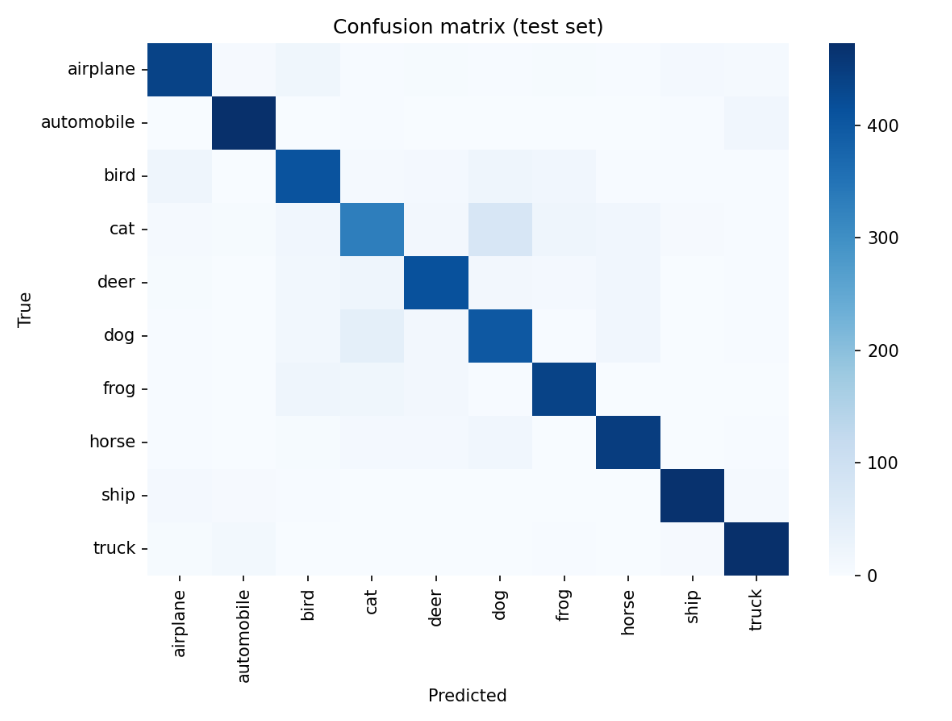 Confusion matrix (test set)
airplane
automobile
bird
cat
deer
dog
frog
horse
ship
truck
True
airplane
automobile
bird
cat
deer
dog
frog
horse
ship
truck
Predicted
400
300
200
100
0